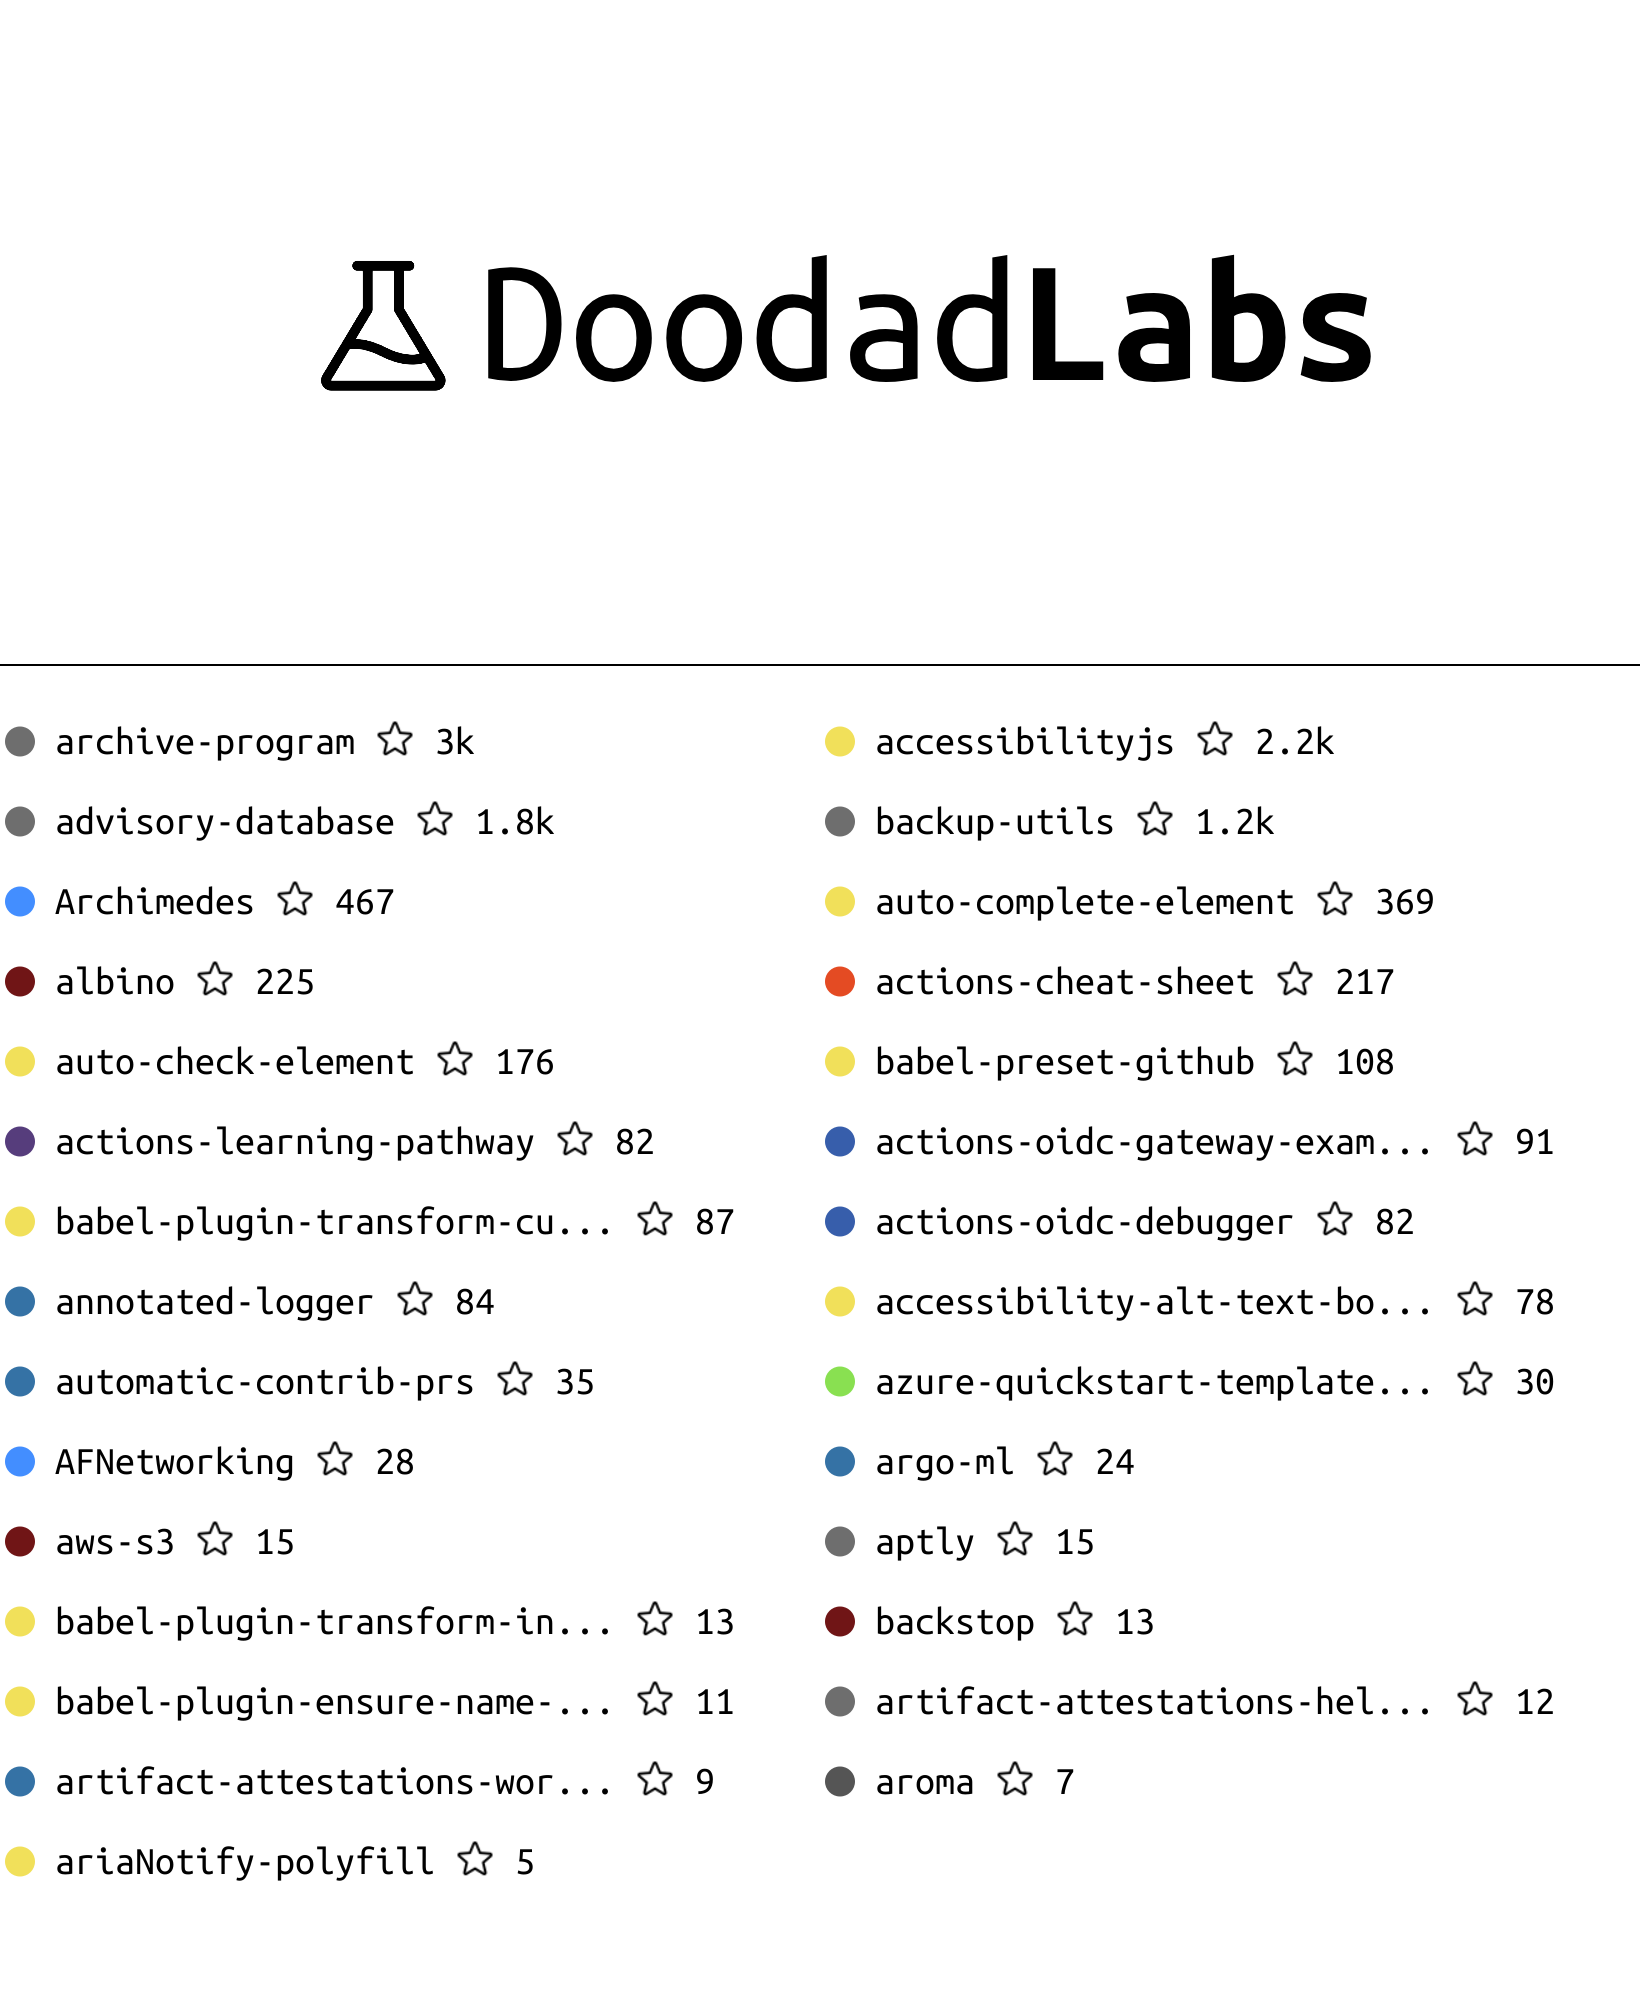 DoodadLabs
archive-program 3k
accessibilityjs 2.2k
advisory-database 1.8k
backup-utils 1.2k
Archimedes 467
auto-complete-element 369
albino 225
actions-cheat-sheet 217
auto-check-element 176
babel-preset-github 108
actions-learning-pathway 82
actions-oidc-gateway-exam... 91
babel-plugin-transform-cu... 87
actions-oidc-debugger 82
annotated-logger 84
accessibility-alt-text-bo... 78
automatic-contrib-prs 35
azure-quickstart-template... 30
AFNetworking 28
argo-ml 24
aws-s3 15
aptly 15
babel-plugin-transform-in... 13
backstop 13
babel-plugin-ensure-name-... 11
artifact-attestations-hel... 12
artifact-attestations-wor... 9
aroma 7
ariaNotify-polyfill 5